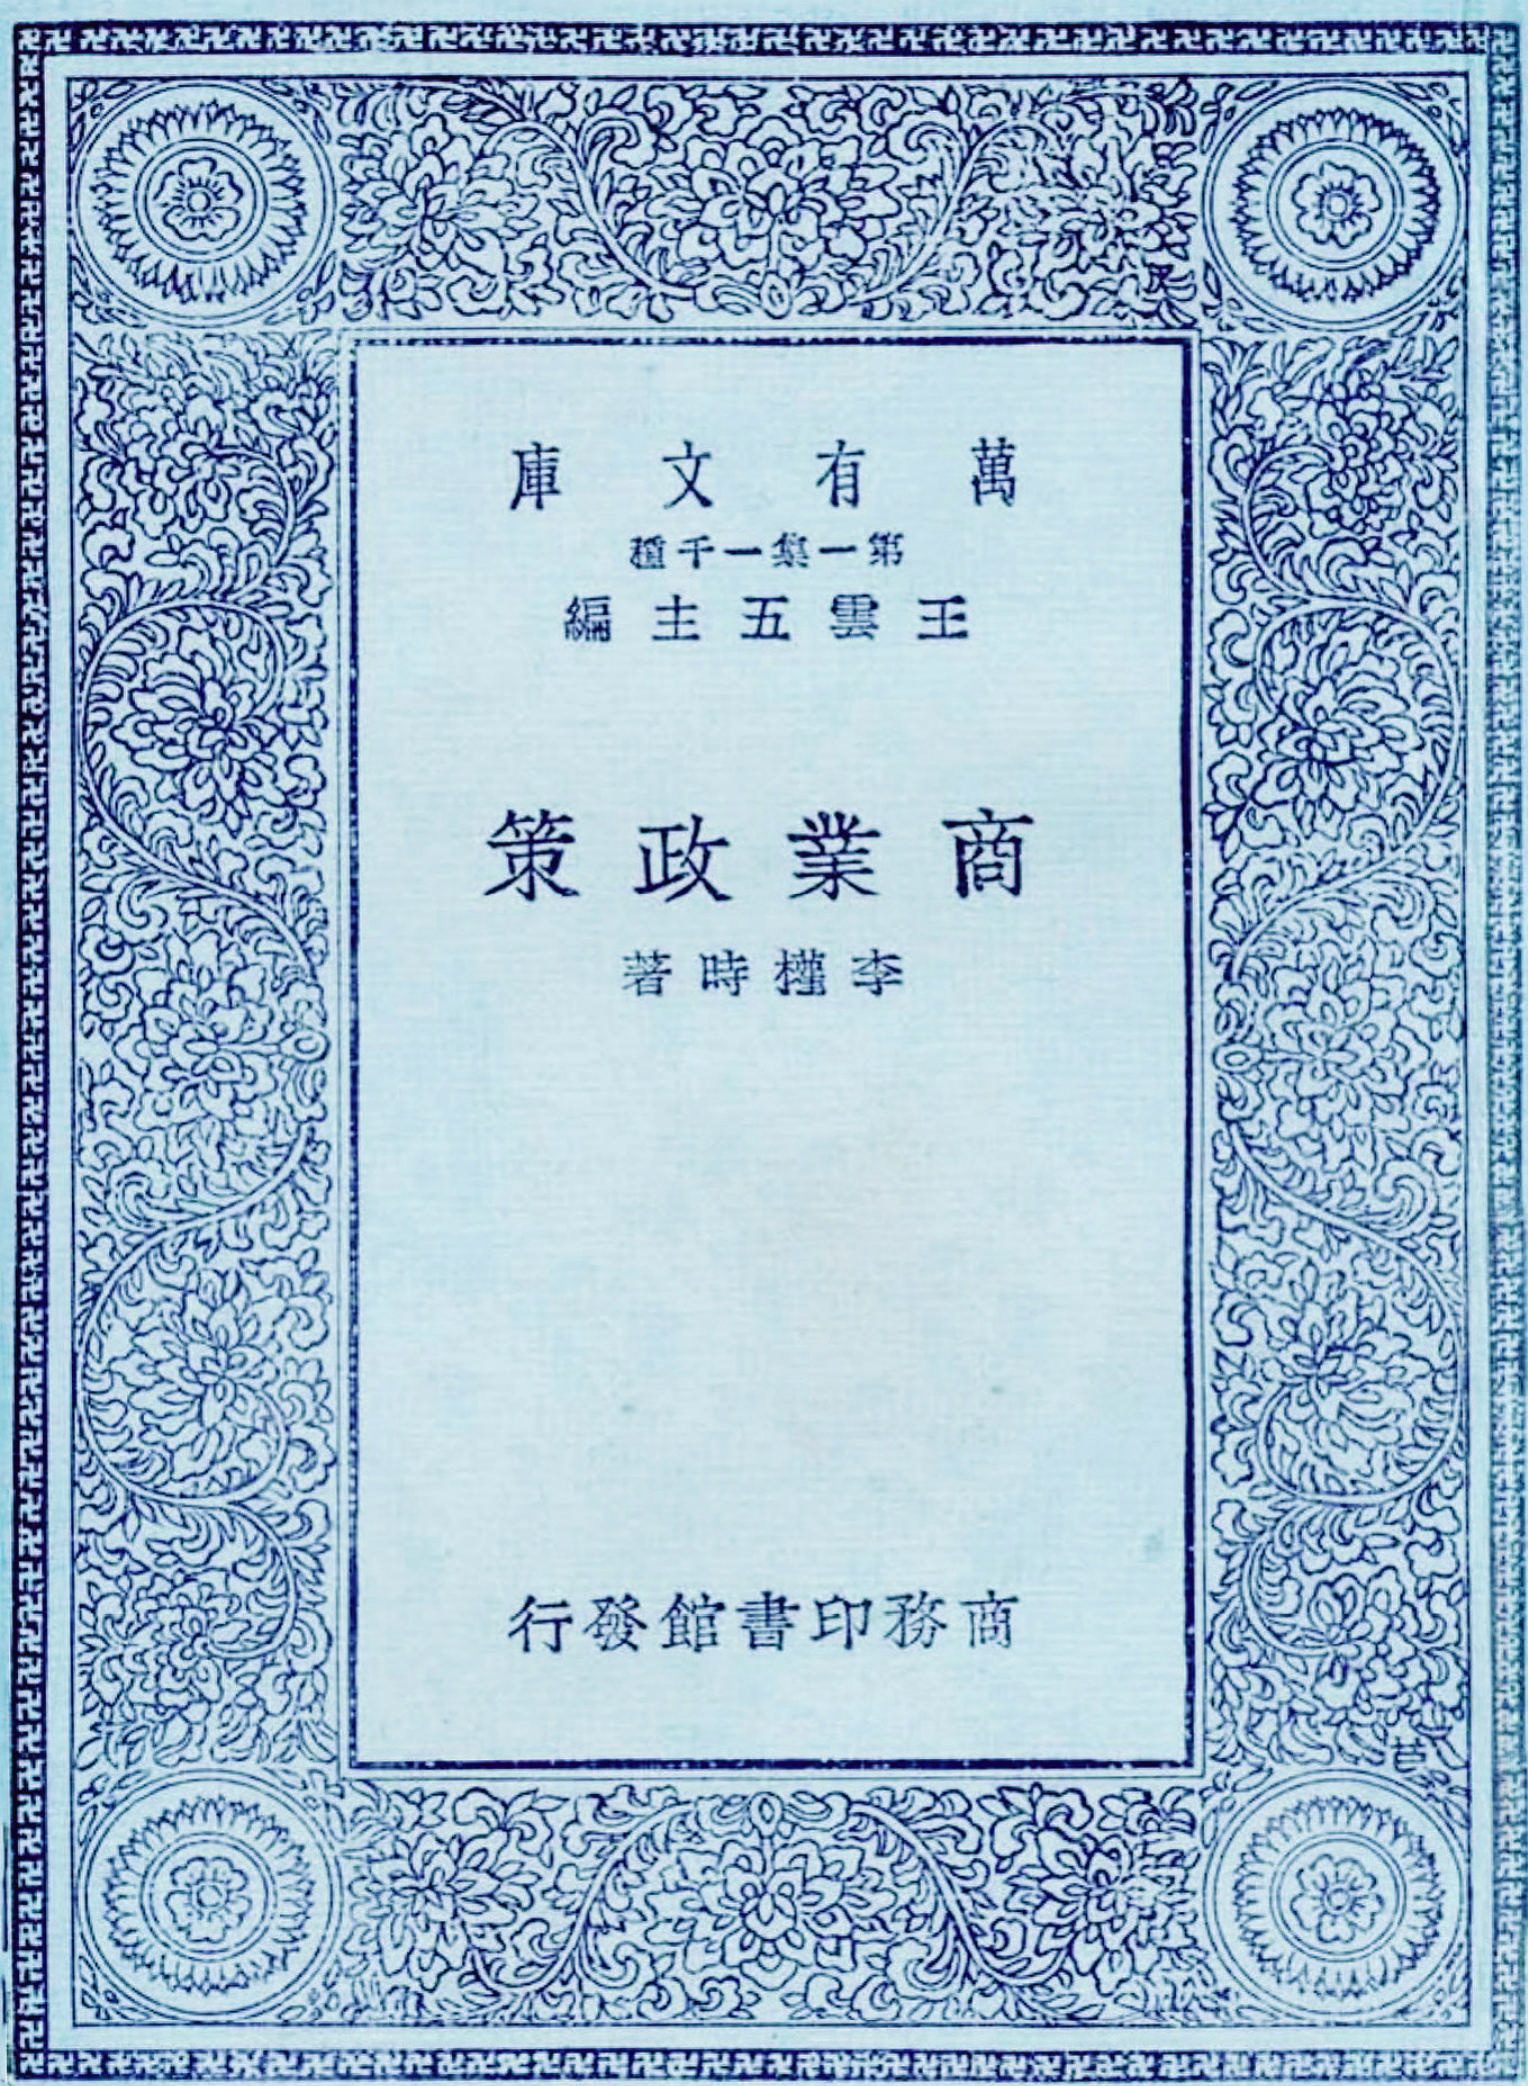 萬有文庫
第一集一千種
王雲五主編
商業政策
李權時著
商務印書館發行